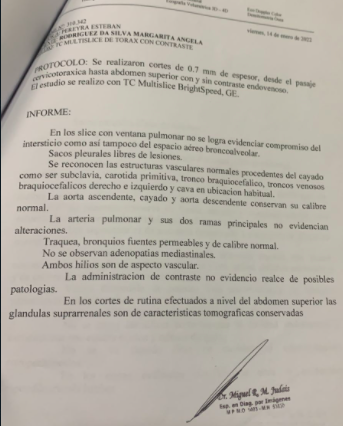 viernes, 14 de enero de 2022
PEREYRA ESTEBAN
RODRIGUEZ DA SILVA MARGARITA ANGELA
TC MULTISLICE DE TORAX CON CONTRASTE
PROTOCOLO: Se realizaron cortes de 0.7 mm de espesor, desde el pasaje
cervicotoraxica hasta abdomen superior con y sin contraste endovenoso.
El estudio se realizo con TC Multislice BrightSpeed, GE.
INFORME:
En los slice con ventana pulmonar no se logra evidenciar compromiso del
intersticio como asi tampoco del espacio aéreo broncoalveolar.
Sacos pleurales libres de lesiones.
Se reconocen las estructuras vasculares normales procedentes del cayado
como ser subclavia, carotida primitiva, tronco braquiocefalico, troncos venosos
braquiocefalicos derecho e izquierdo y cava en ubicacion habitual.
La aorta ascendente, cayado y aorta descendente conservan su calibre
normal.
La arteria pulmonar y sus dos ramas principales no evidencian
alteraciones.
Traquea, bronquios fuentes permeables y de calibre normal.
No se observan adenopatias mediastinales.
Ambos hilios son de aspecto vascular.
La administracion de contraste no evidencio realce de posibles
patologias.
En los cortes de rutina efectuados a nivel del abdomen superior las
glandulas suprarrenales son de caracteristicas tomograficas conservadas
Dr. Miguel R. M. Judais
Esp. en Diag. por Imágenes